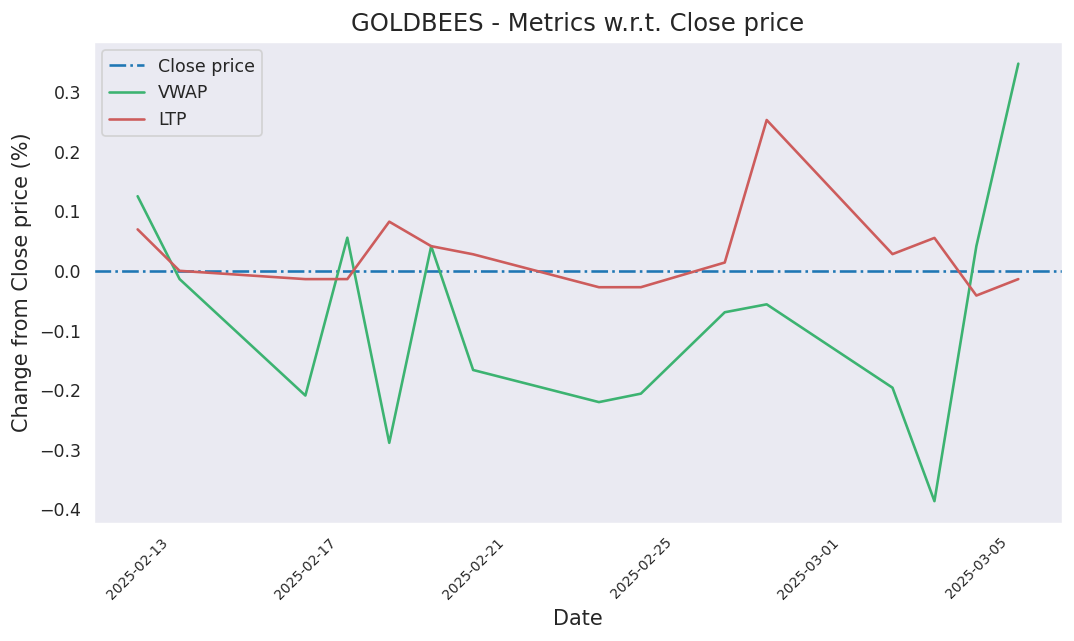 GOLDBEES - Metrics w.r.t. Close price
Close price
VWAP
LTP
Change from Close price (%)
0.3
0.2
0.1
0.0
−0.1
−0.2
−0.3
−0.4
2025-02-13
2025-02-17
2025-02-21
2025-02-25
2025-03-01
2025-03-05
Date